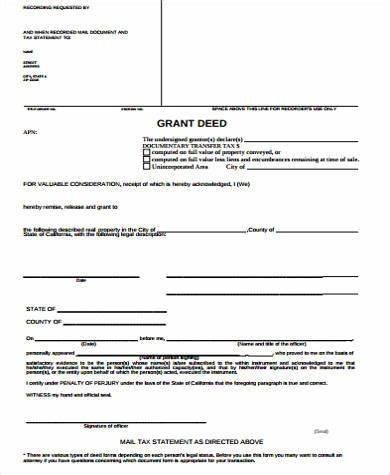 RECORDING REQUESTED BY
AND WHEN RECORDED MAIL DOCUMENT AND
TAX STATEMENT TO:
NAME
STREET
ADDRESS
CITY, STATE &
ZIP CODE
TITLE ORDER NO. ESCROW NO. SPACE ABOVE THIS LINE FOR RECORDER'S USE ONLY
GRANT DEED
APN: The undersigned grantor(s) declare(s)
DOCUMENTARY TRANSFER TAX $
computed on full value of property conveyed, or
computed on full value less liens and encumbrances remaining at time of sale.
Unincorporated Area City of
FOR VALUABLE CONSIDERATION, receipt of which is hereby acknowledged, I (We)
hereby remise, release and grant to
the following described real property in the City of , County of
State of California, with the following legal description:
Date
STATE OF
COUNTY OF
On before me,
(Date) (Name and title of the officer)
personally appeared who proved to me on the basis of
(Name of person signing)
satisfactory evidence to be the person(s) whose name(s) is/are subscribed to the within instrument and acknowledged to me that
he/she/they executed the same in his/her/their authorized capacity(ies), and that by his/her/their signature(s) on the instrument
the person(s), or the entity upon behalf of which the person(s) acted, executed the instrument.
I certify under PENALTY OF PERJURY under the laws of the State of California that the foregoing paragraph is true and correct.
WITNESS my hand and official seal.
Signature of officer
(Seal)
MAIL TAX STATEMENT AS DIRECTED ABOVE
* There are various types of deed forms depending on each person's legal status. Before you use this form you may want to consult an
attorney if you have questions concerning which document form is appropriate for your transaction.